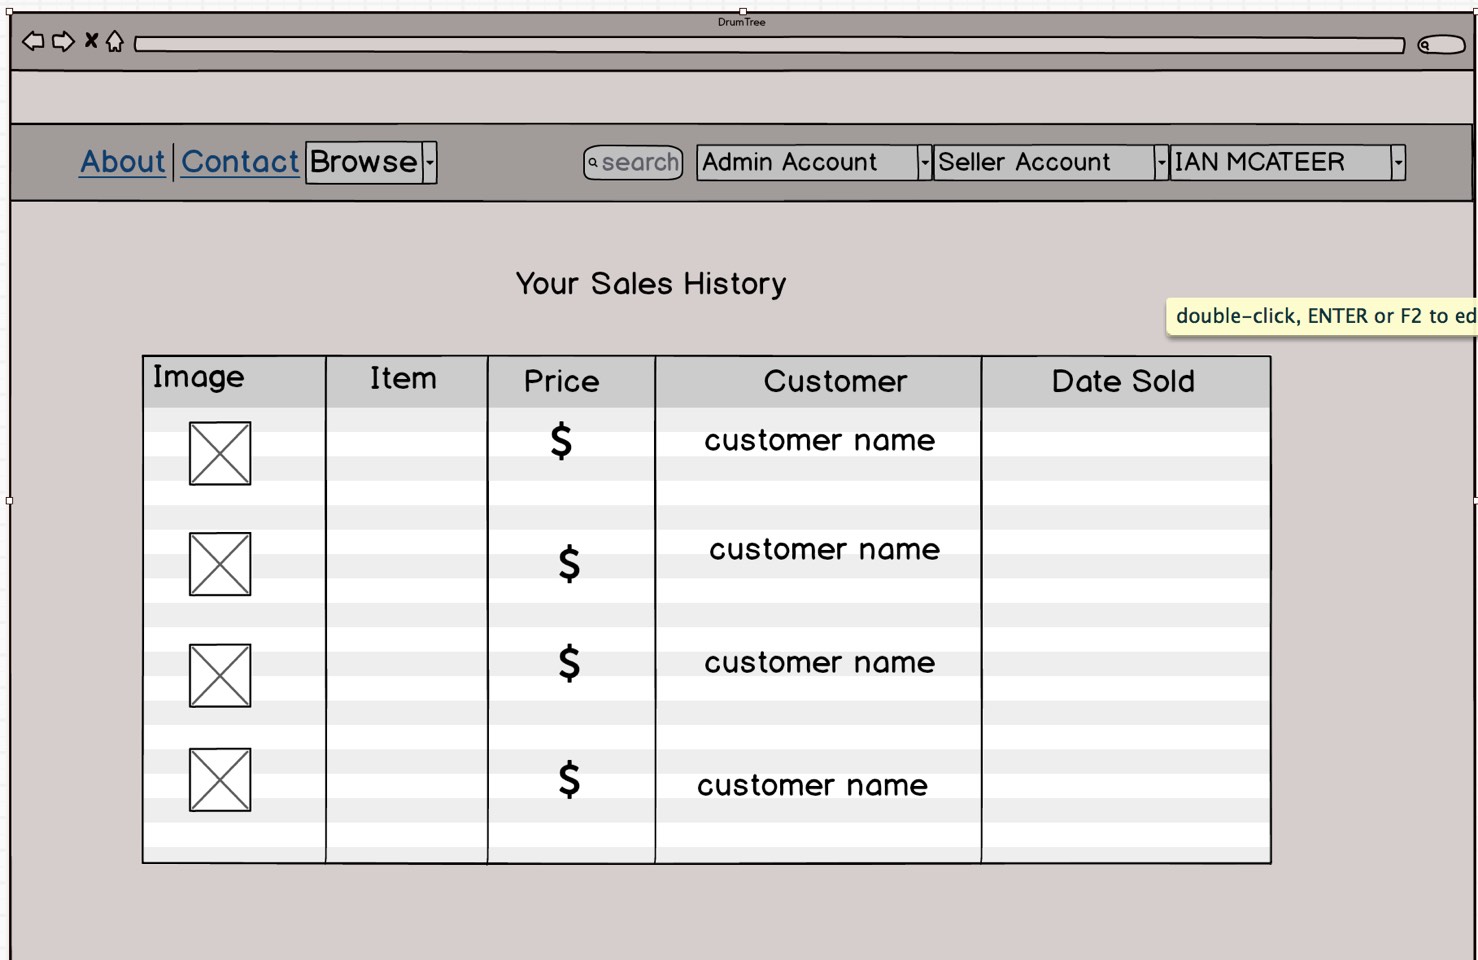 DrumTree
About Contact Browse search Admin Account Seller Account IAN MCATEER
Your Sales History
double-click, ENTER or F2 to ed
Image Item Price Customer Date Sold
$ customer name
$ customer name
$ customer name
$ customer name